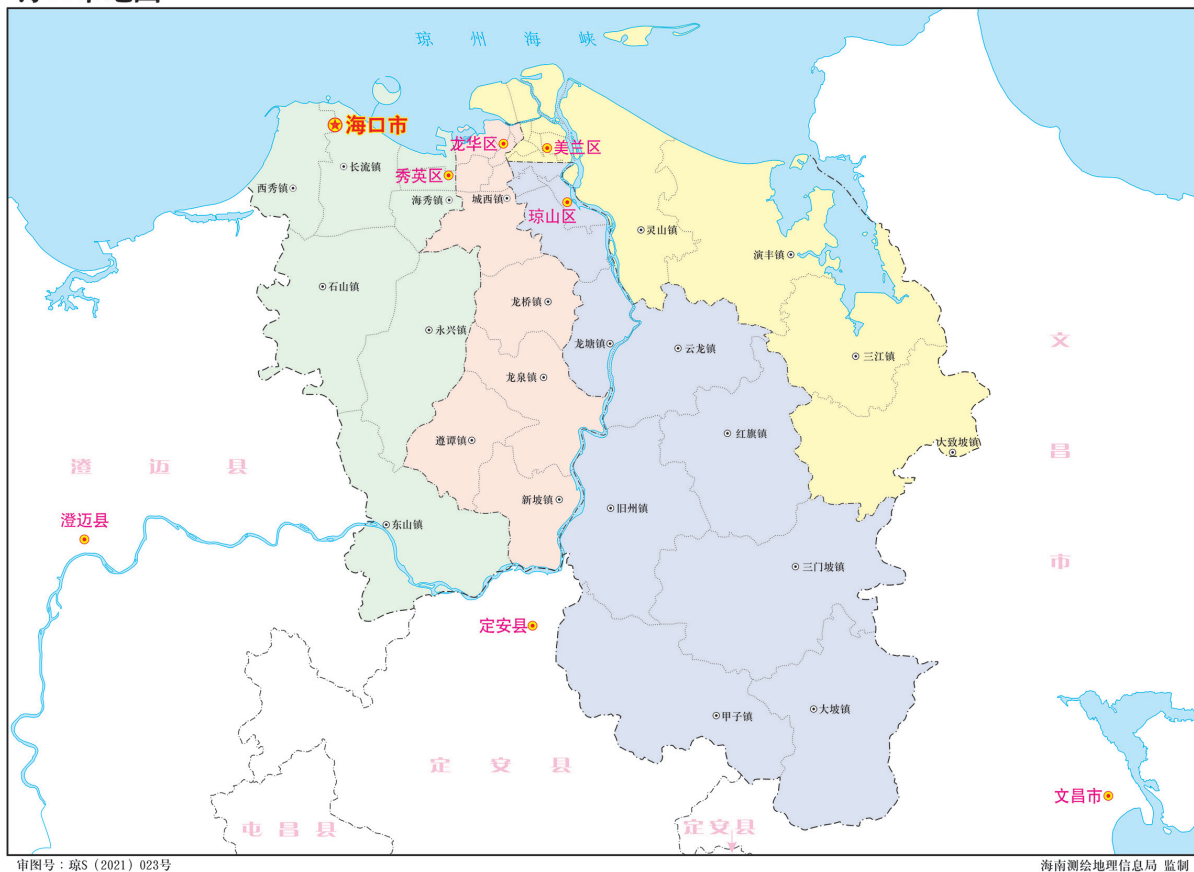 琼州海峡
海口市
龙华区
美兰区
长流镇
秀英区
西秀镇
海秀镇
城西镇
琼山区
灵山镇
演丰镇
石山镇
龙桥镇
永兴镇
龙塘镇
云龙镇
三江镇
文昌市
龙泉镇
遵谭镇
红旗镇
大致坡镇
澄迈县
新坡镇
旧州镇
澄迈县
东山镇
三门坡镇
定安县
甲子镇
大坡镇
定安县
文昌市
屯昌县
定安县
审图号：琼S（2021）023号
海南测绘地理信息局 监制